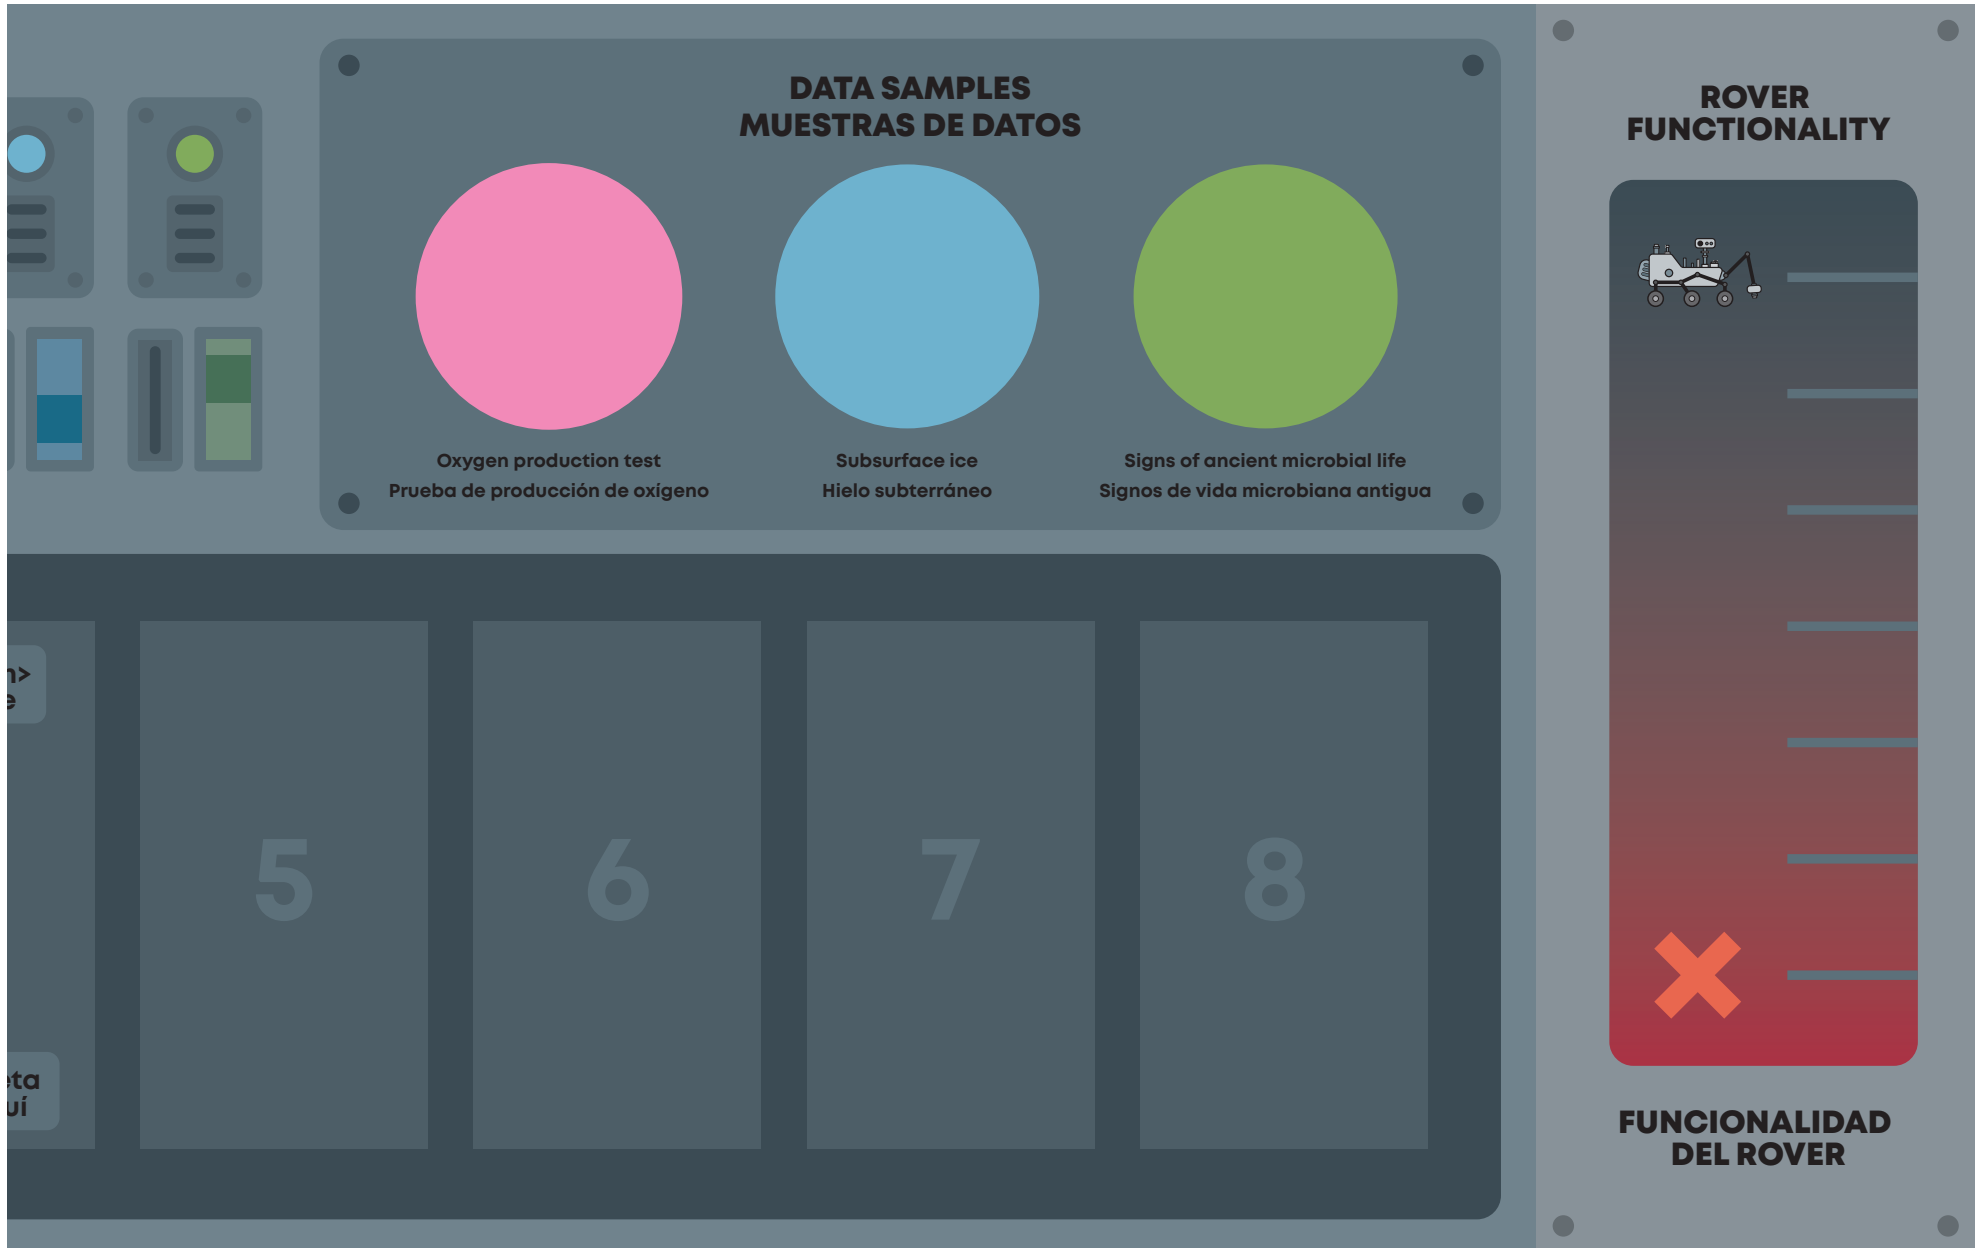 DATA SAMPLES
MUESTRAS DE DATOS
Oxygen production test
Prueba de producción de oxígeno
Subsurface ice
Hielo subterráneo
Signs of ancient microbial life
Signos de vida microbiana antigua
5
6
7
8
ROVER
FUNCTIONALITY
FUNCIONALIDAD
DEL ROVER